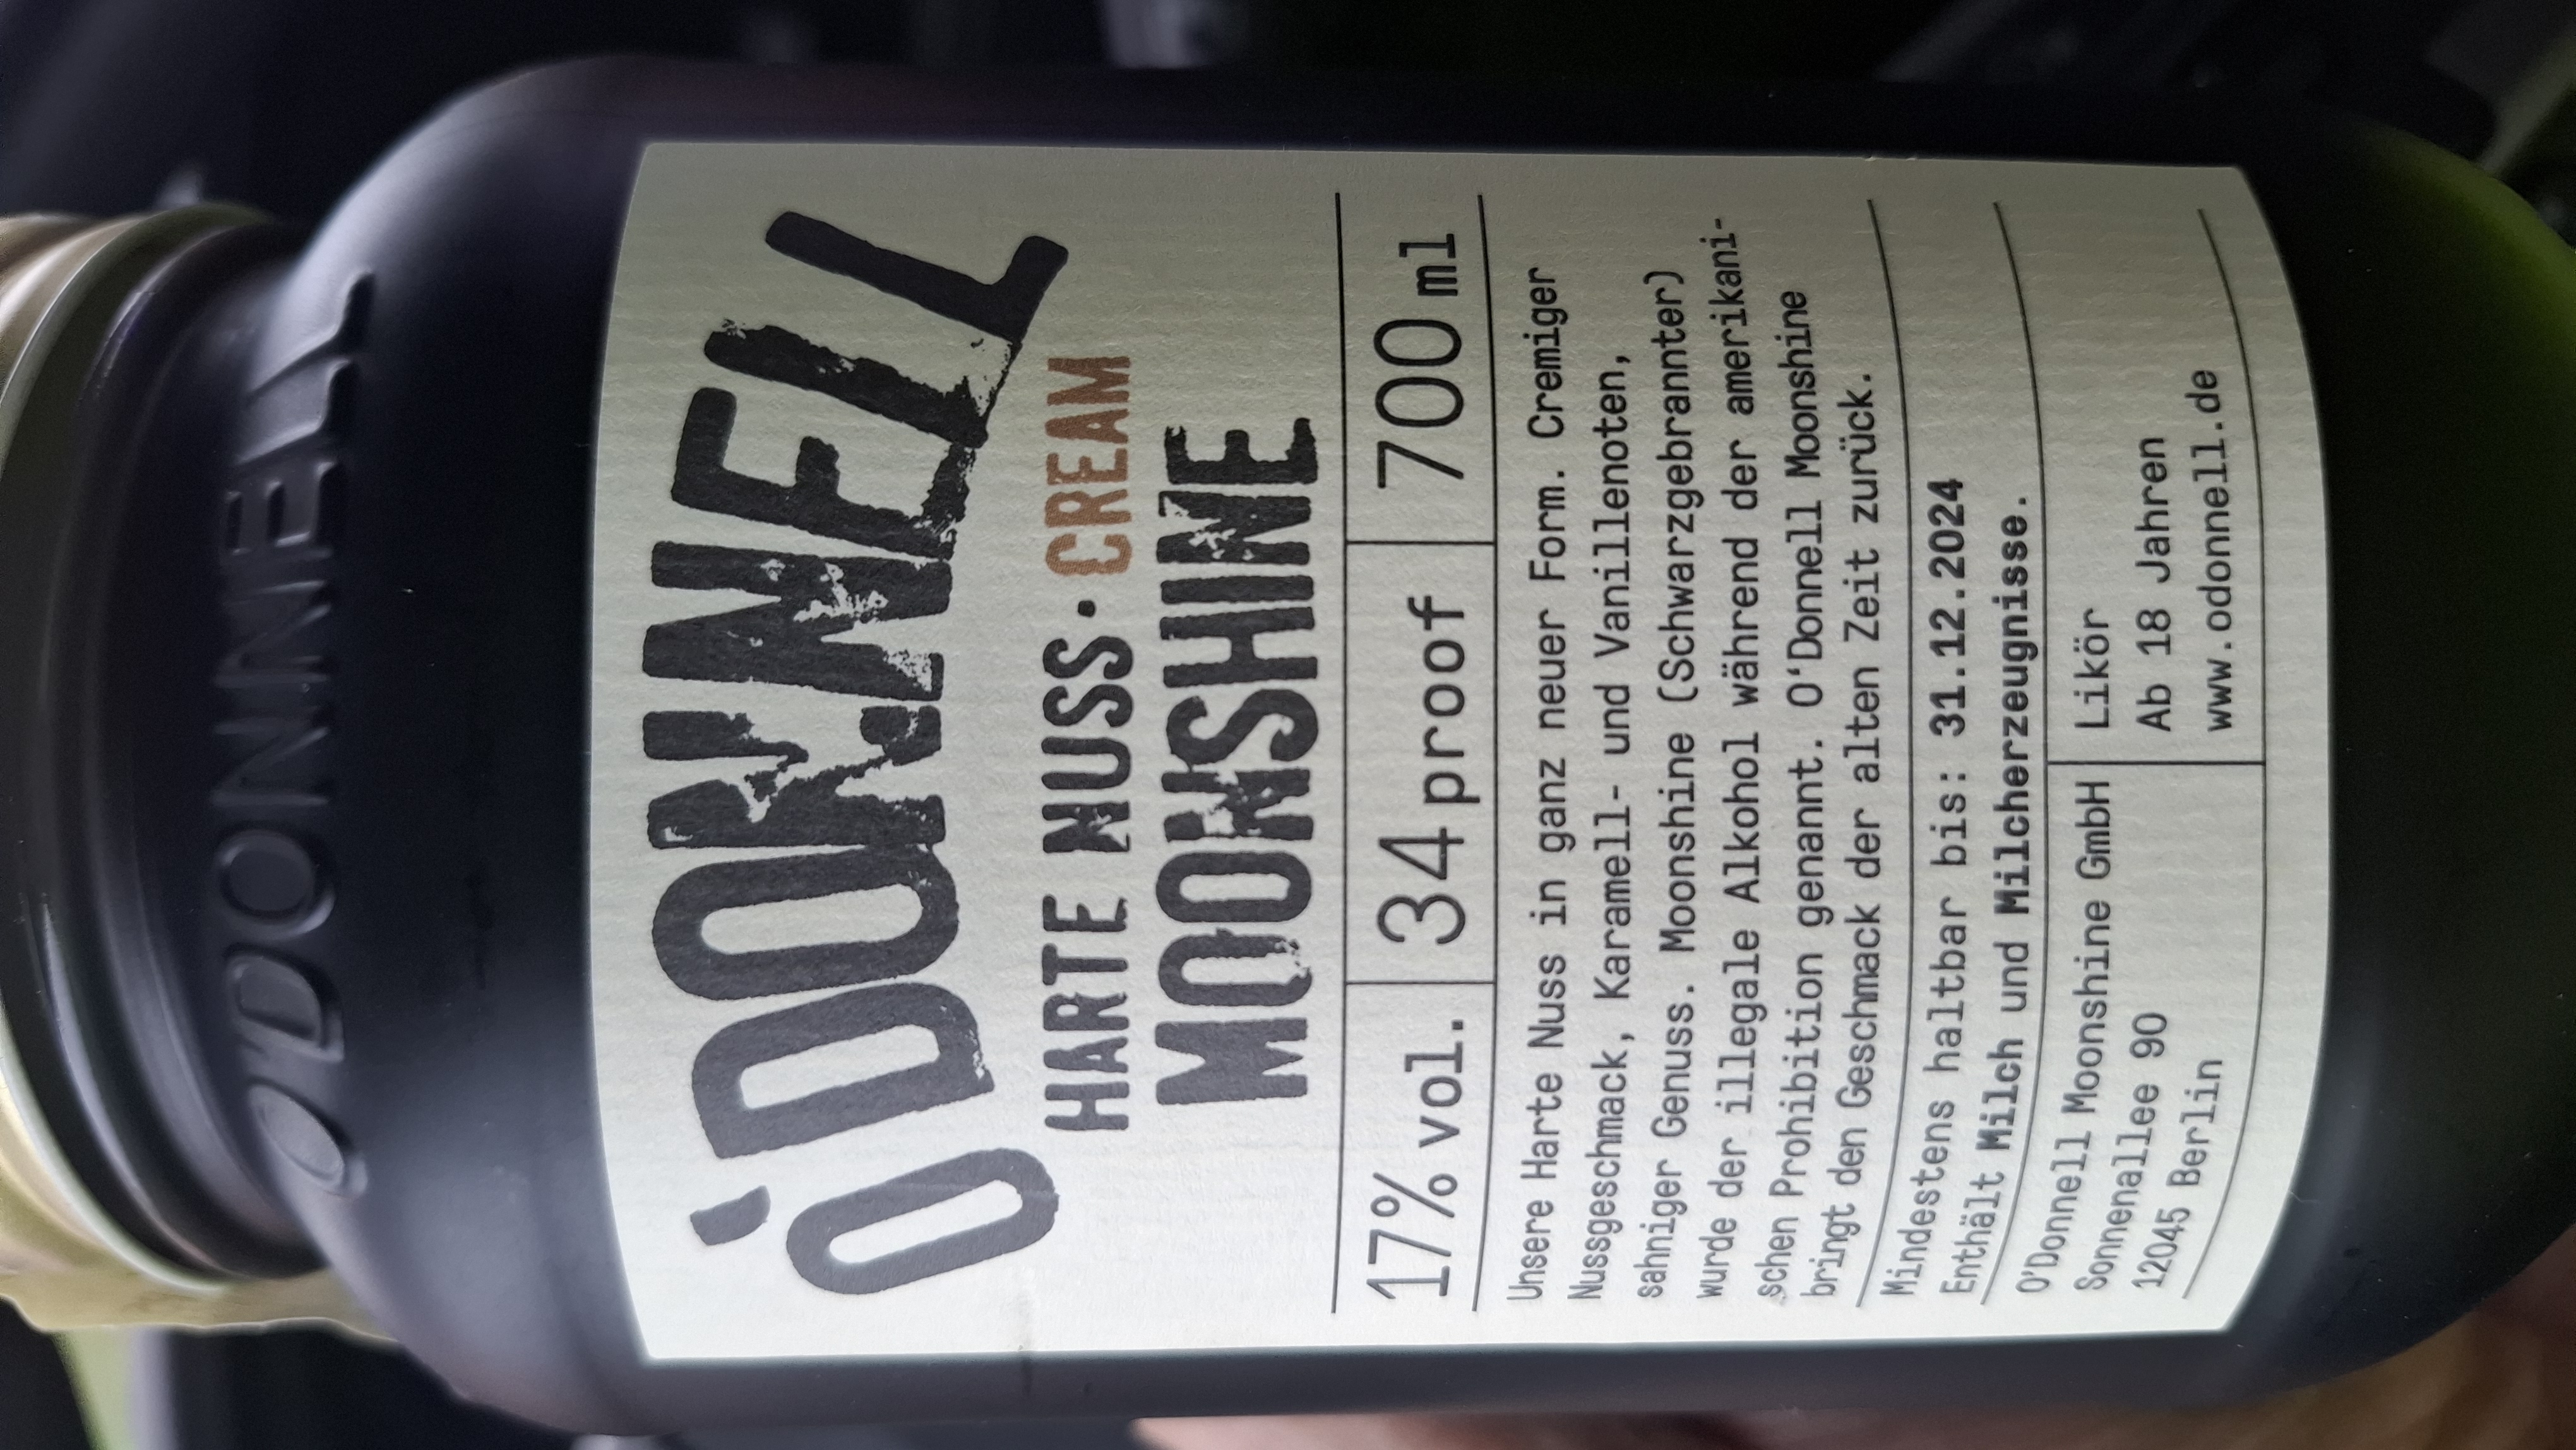 O'DONNELL
O'DONNELL
HARTE NUSS · CREAM
MOONSHINE
17% vol. 34 proof 700 ml
Unsere Harte Nuss in ganz neuer Form. Cremiger
Nussgeschmack, Karamell- und Vanillenoten,
sahniger Genuss. Moonshine (Schwarzgebrannter)
wurde der illegale Alkohol während der amerikani-
schen Prohibition genannt. O'Donnell Moonshine
bringt den Geschmack der alten Zeit zurück.
Mindestens haltbar bis: 31.12.2024
Enthält Milch und Milcherzeugnisse.
O'Donnell Moonshine GmbH
Sonnenallee 90
12045 Berlin
Likör
Ab 18 Jahren
www.odonnell.de